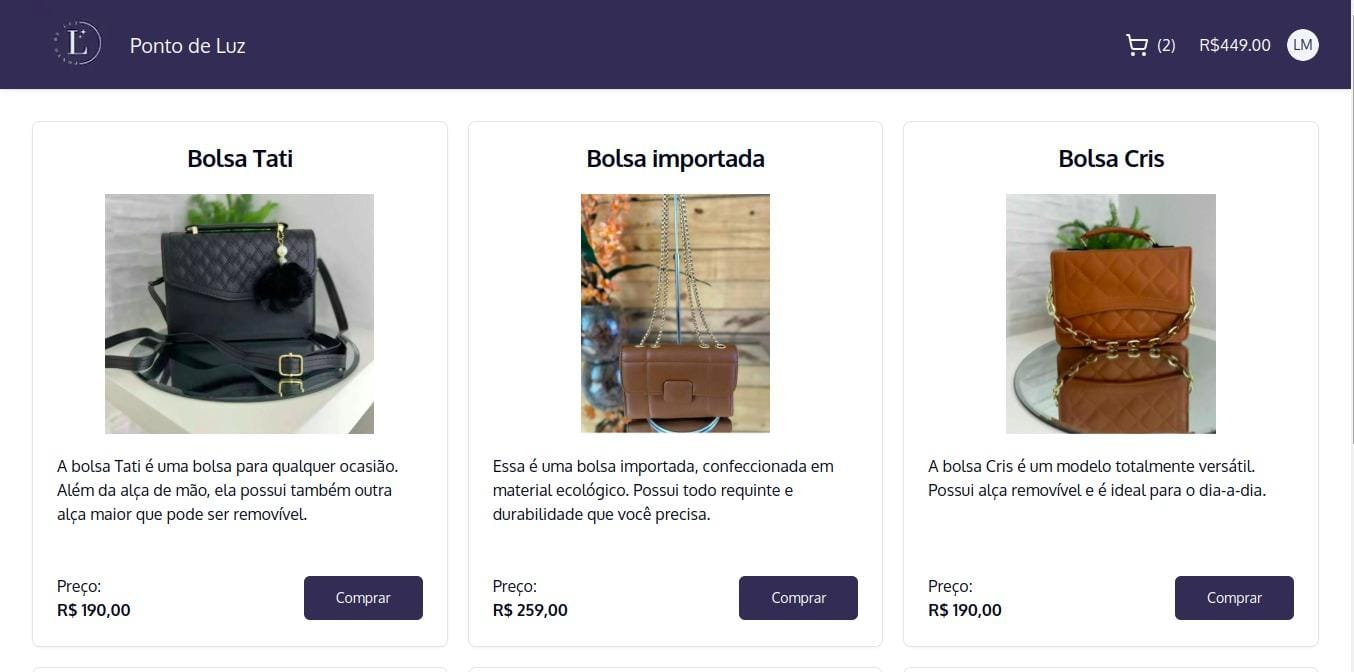 L
Ponto de Luz
(2)
R$449.00
LM
Bolsa Tati
Bolsa importada
Bolsa Cris
A bolsa Tati é uma bolsa para qualquer ocasião.
Além da alça de mão, ela possui também outra
alça maior que pode ser removível.
Essa é uma bolsa importada, confeccionada em
material ecológico. Possui todo requinte e
durabilidade que você precisa.
A bolsa Cris é um modelo totalmente versátil.
Possui alça removível e é ideal para o dia-a-dia.
Preço:
R$ 190,00
Comprar
Preço:
R$ 259,00
Comprar
Preço:
R$ 190,00
Comprar